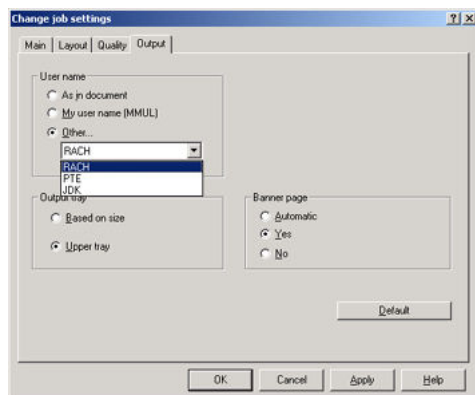 Change job settings
Main Layout Quality Output
User name
As in document
My user name (MMUL)
Other...
RACH
RACH
PTE
JDK
Output tray
Based on size
Upper tray
Banner page
Automatic
Yes
No
Default
OK Cancel Apply Help